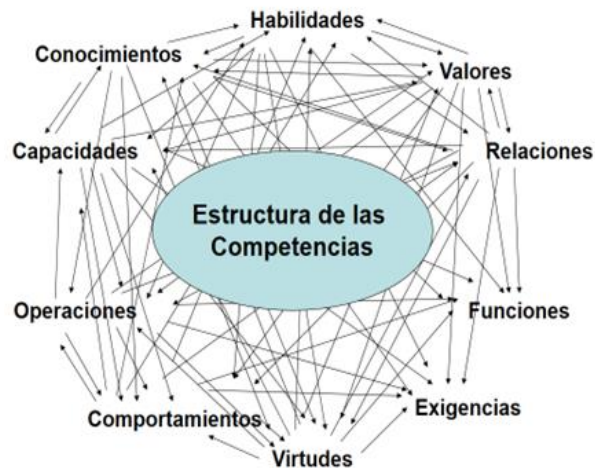 Habilidades
Conocimientos
Valores
Capacidades
Relaciones
Estructura de las
Competencias
Operaciones
Funciones
Comportamientos
Exigencias
Virtudes